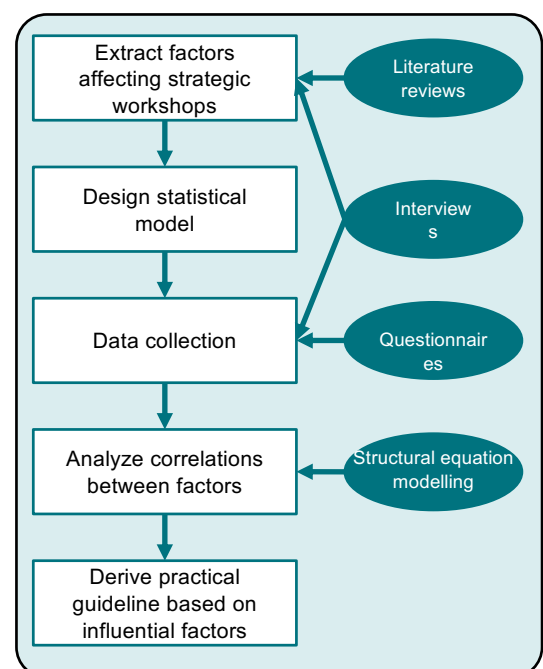 Extract factors
affecting strategic
workshops
Literature
reviews
Design statistical
model
Interview
s
Data collection
Questionnair
es
Analyze correlations
between factors
Structural equation
modelling
Derive practical
guideline based on
influential factors